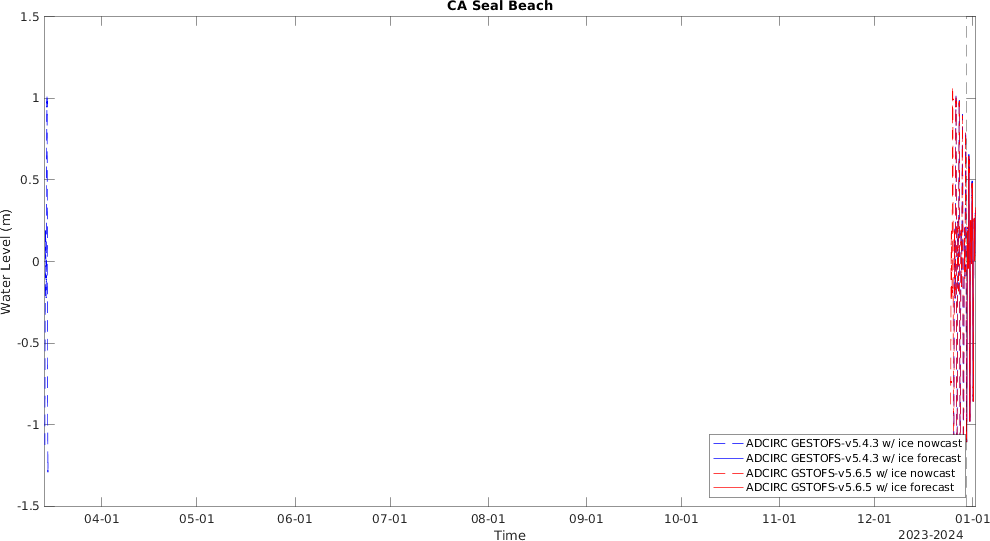 CA Seal Beach
1.5
1
0.5
0
-0.5
-1
-1.5
Water Level (m)
ADCIRC GESTOFS-v5.4.3 w/ ice nowcast
ADCIRC GESTOFS-v5.4.3 w/ ice forecast
ADCIRC GSTOFS-v5.6.5 w/ ice nowcast
ADCIRC GSTOFS-v5.6.5 w/ ice forecast
04-01 05-01 06-01 07-01 08-01 09-01 10-01 11-01 12-01 01-01
Time
2023-2024